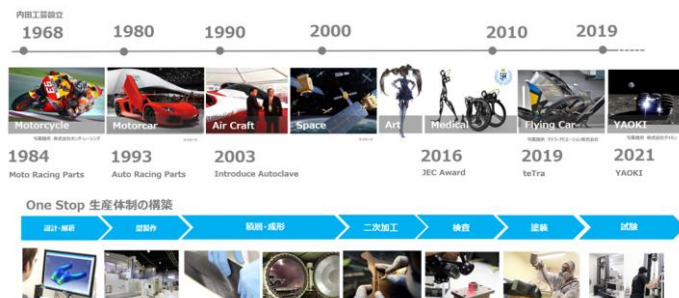 内田工芸設立
1968 1980 1990 2000 2010 2019
Motorcycle Motorcar Air Craft Space Art Medical Flying Car YAOKI
1984 1993 2003 2016 2019 2021
Moto Racing Parts Auto Racing Parts Introduce Autoclave JEC Award teTra YAOKI
One Stop 生産体制の構築
設計・解析 型製作 積層・成形 二次加工 検査 塗装 試験